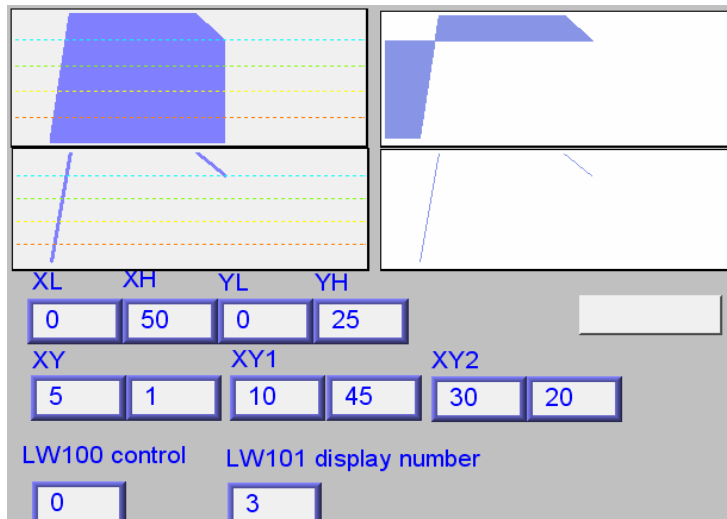 XL XH YL YH
0 50 0 25
XY XY1 XY2
5 1 10 45 30 20
LW100 control LW101 display number
0 3